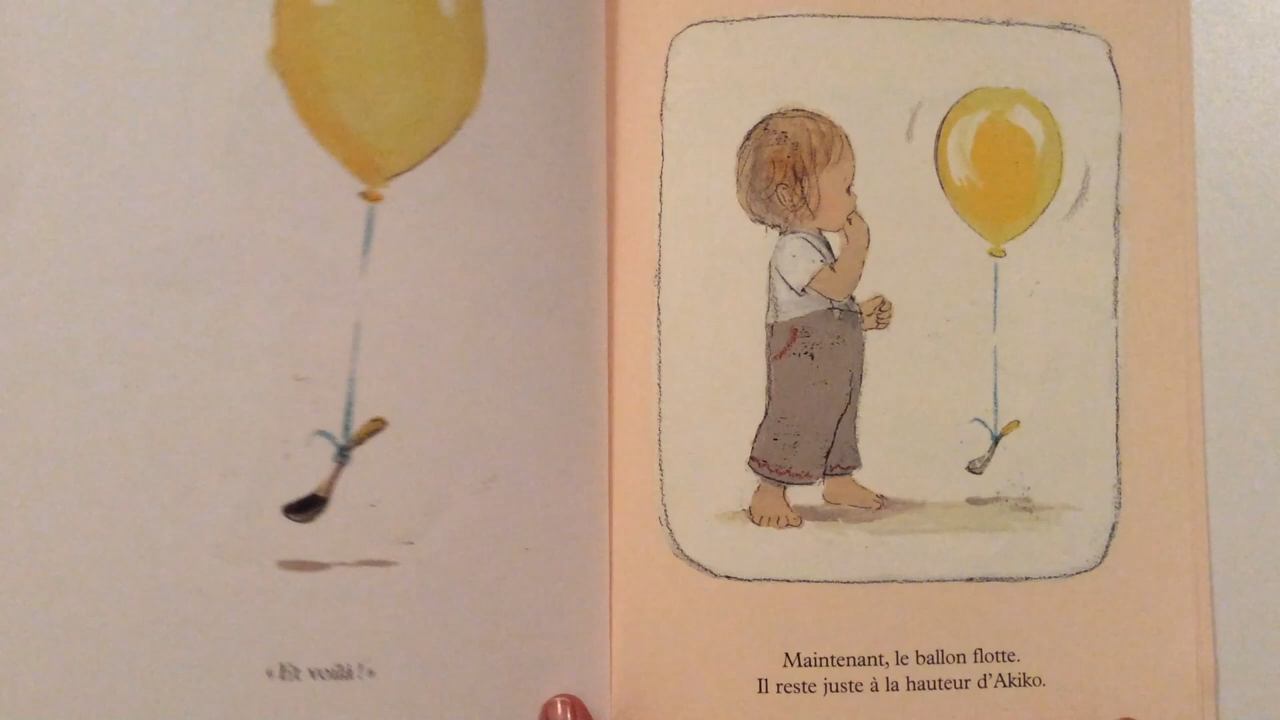 « Et voilà ! »
Maintenant, le ballon flotte.
Il reste juste à la hauteur d'Akiko.